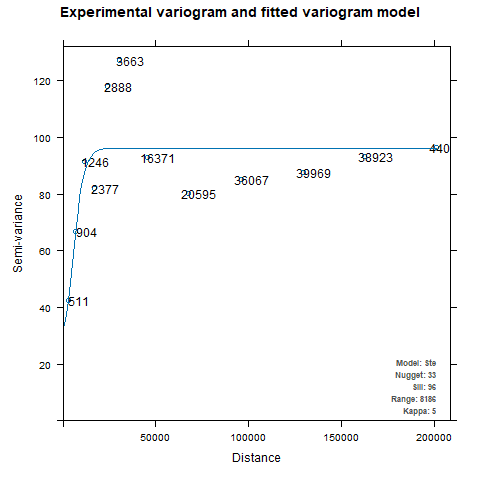 Experimental variogram and fitted variogram model
3663
2888
120
100
440
16371
38923
1246
39969
36067
2377
20595
80
904
60
511
40
20
Semi-variance
Model: Ste
Nugget: 33
Sill: 96
Range: 8186
Kappa: 5
50000 100000 150000 200000
Distance